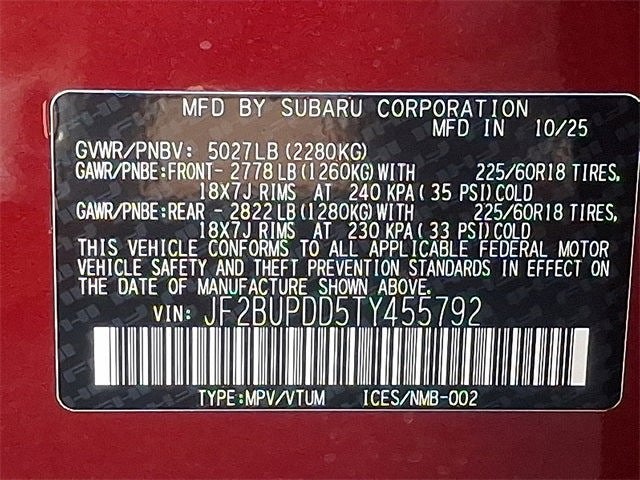 MFD BY SUBARU CORPORATION
MFD IN 10/25
GVWR/PNBV: 5027LB(2280KG)
GAWR/PNBE:FRONT- 2778 LB(1260KG)WITH 225/60R18 TIRES,
18X7J RIMS AT 240 KPA( 35 PSI)COLD
GAWR/PNBE:REAR - 2822 LB(1280KG)WITH 225/60R18 TIRES,
18X7J RIMS AT 230 KPA( 33 PSI)COLD
THIS VEHICLE CONFORMS TO ALL APPLICABLE FEDERAL MOTOR
VEHICLE SAFETY AND THEFT PREVENTION STANDARDS IN EFFECT ON
THE DATE OF MANUFACTURE SHOWN ABOVE.
VIN: JF2BUPDD5TY455792
TYPE:MPV/VTUM ICES/NMB-002